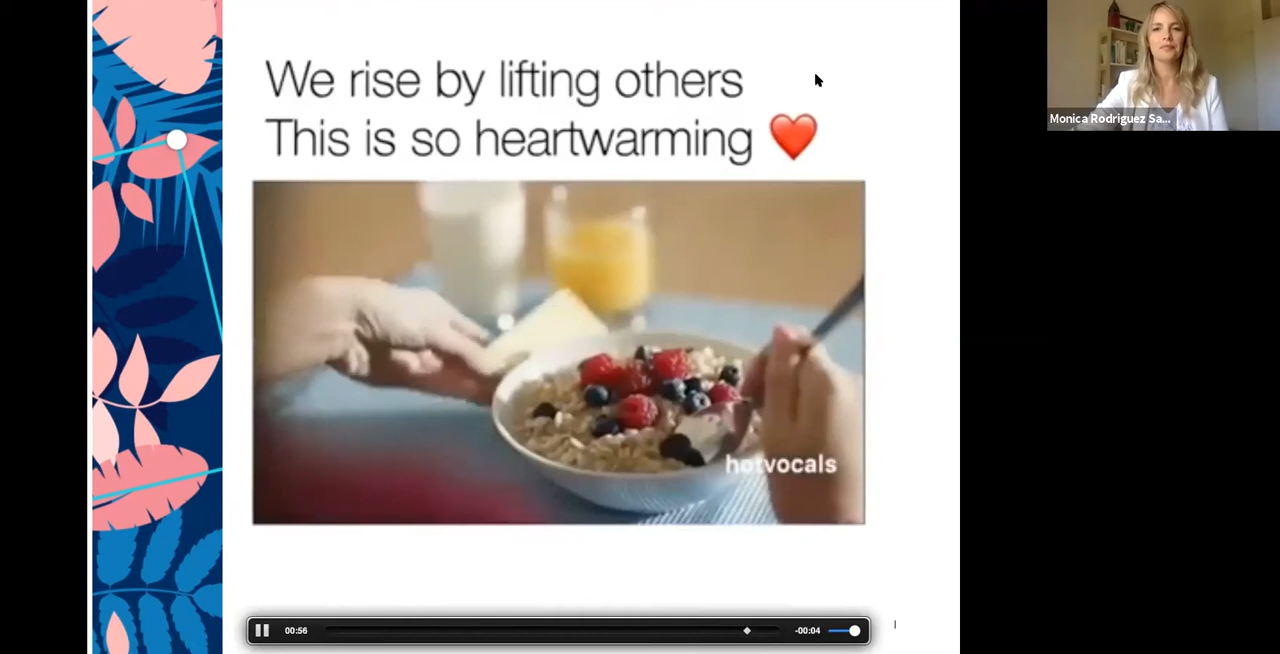 We rise by lifting others
This is so heartwarming ❤️
Monica Rodriguez Sa...
hotvocals
00:56
-00:04